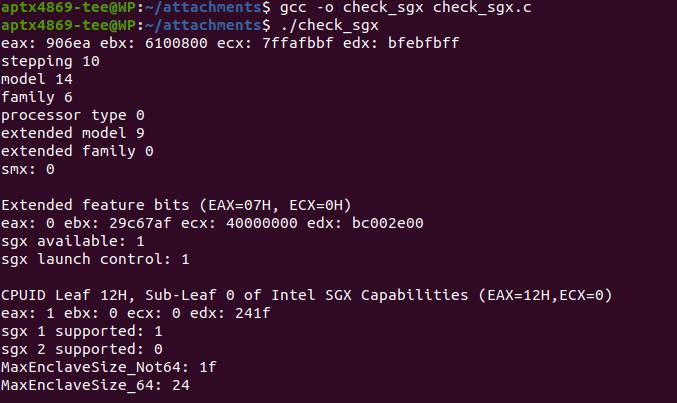 aptx4869-tee@WP:~/attachments$ gcc -o check_sgx check_sgx.c
aptx4869-tee@WP:~/attachments$ ./check_sgx
eax: 906ea ebx: 6100800 ecx: 7ffafbbf edx: bfebfbff
stepping 10
model 14
family 6
processor type 0
extended model 9
extended family 0
smx: 0
Extended feature bits (EAX=07H, ECX=0H)
eax: 0 ebx: 29c67af ecx: 40000000 edx: bc002e00
sgx available: 1
sgx launch control: 1
CPUID Leaf 12H, Sub-Leaf 0 of Intel SGX Capabilities (EAX=12H,ECX=0)
eax: 1 ebx: 0 ecx: 0 edx: 241f
sgx 1 supported: 1
sgx 2 supported: 0
MaxEnclaveSize_Not64: 1f
MaxEnclaveSize_64: 24